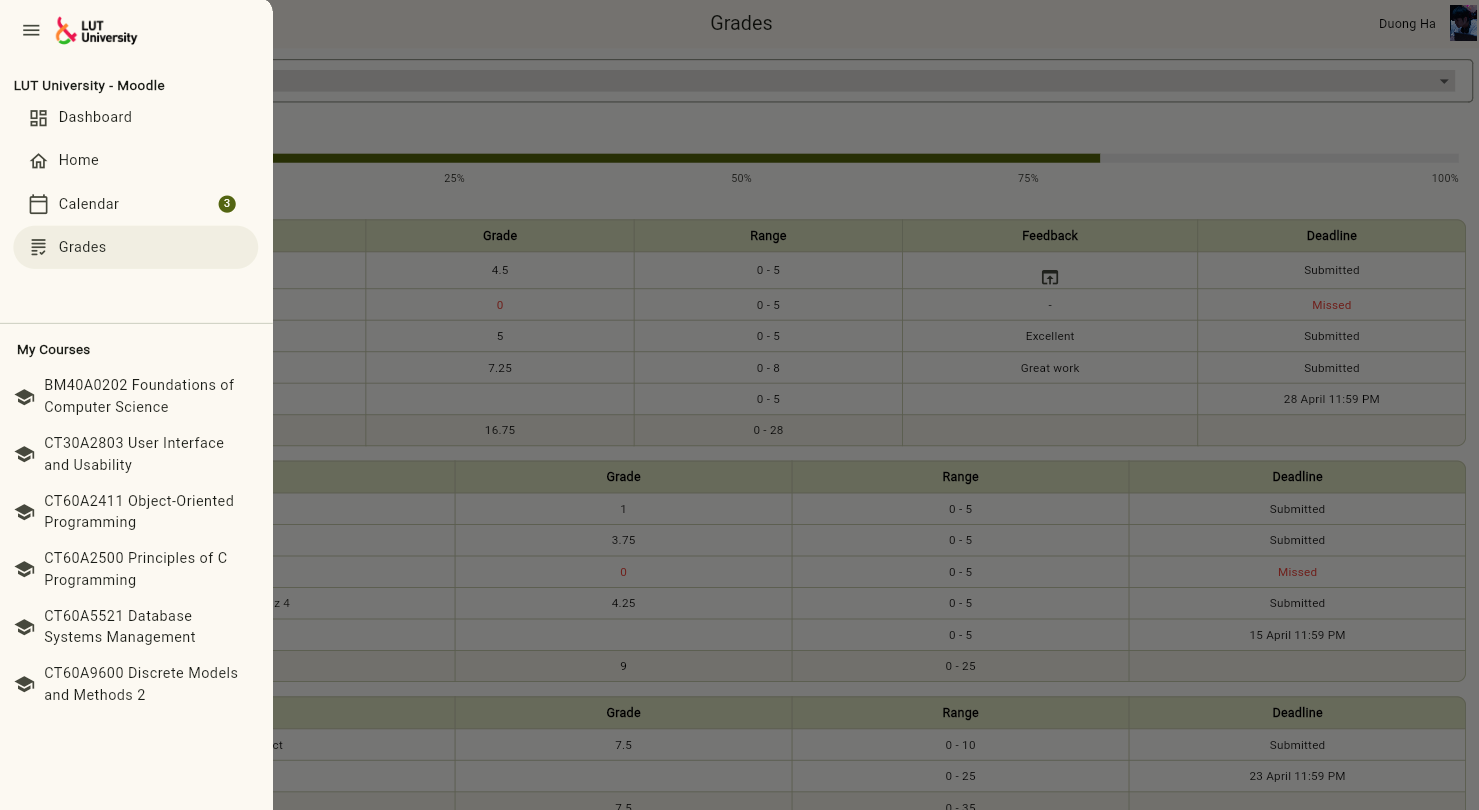 LUT
University
Grades
Duong Ha
LUT University - Moodle
Dashboard
Home
Calendar
3
Grades
My Courses
BM40A0202 Foundations of
Computer Science
CT30A2803 User Interface
and Usability
CT60A2411 Object-Oriented
Programming
CT60A2500 Principles of C
Programming
CT60A5521 Database
Systems Management
CT60A9600 Discrete Models
and Methods 2
25% 50% 75% 100%
Grade Range Feedback Deadline
4.5 0 - 5 Submitted
0 0 - 5 - Missed
5 0 - 5 Excellent Submitted
7.25 0 - 8 Great work Submitted
0 - 5 28 April 11:59 PM
16.75 0 - 28
Grade Range Deadline
1 0 - 5 Submitted
3.75 0 - 5 Submitted
0 0 - 5 Missed
z 4 4.25 0 - 5 Submitted
0 - 5 15 April 11:59 PM
9 0 - 25
Grade Range Deadline
ct 7.5 0 - 10 Submitted
0 - 25 23 April 11:59 PM
7.5 0 - 35